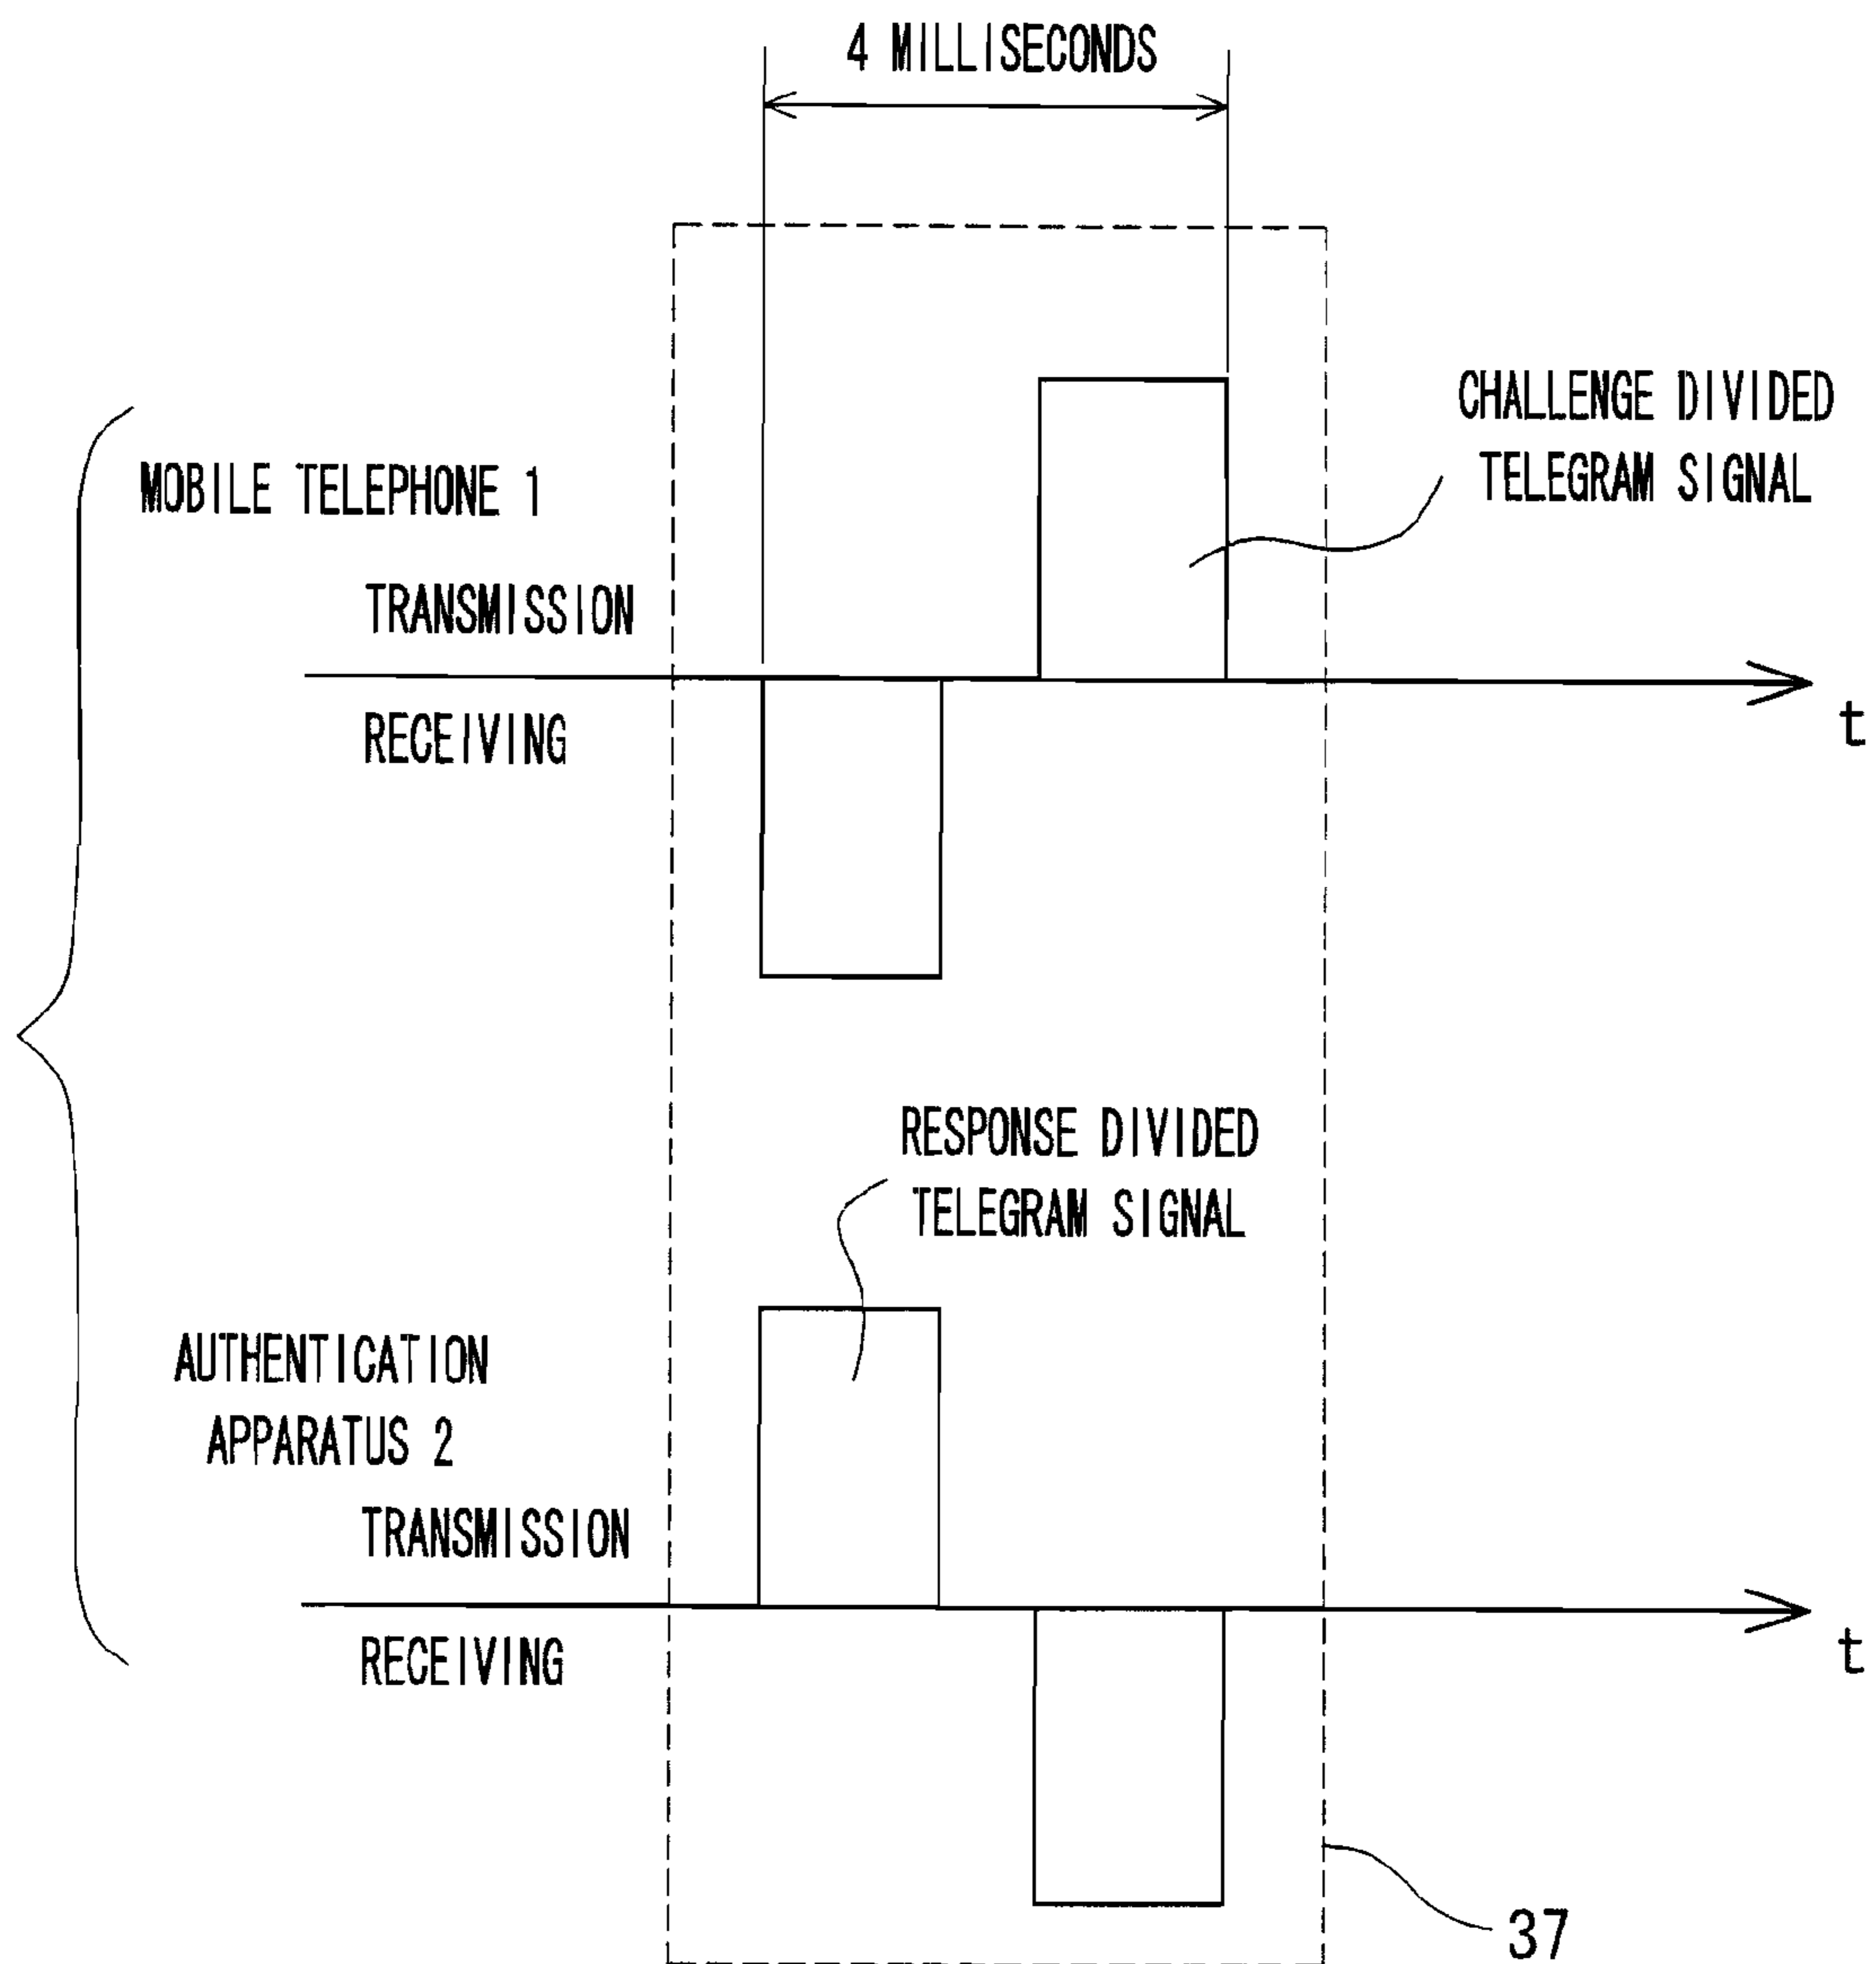 4 MILLISECONDS
CHALLENGE DIVIDED
TELEGRAM SIGNAL
MOBILE TELEPHONE 1
TRANSMISSION
RECEIVING
t
RESPONSE DIVIDED
TELEGRAM SIGNAL
AUTHENTICATION
APPARATUS 2
TRANSMISSION
RECEIVING
t
37